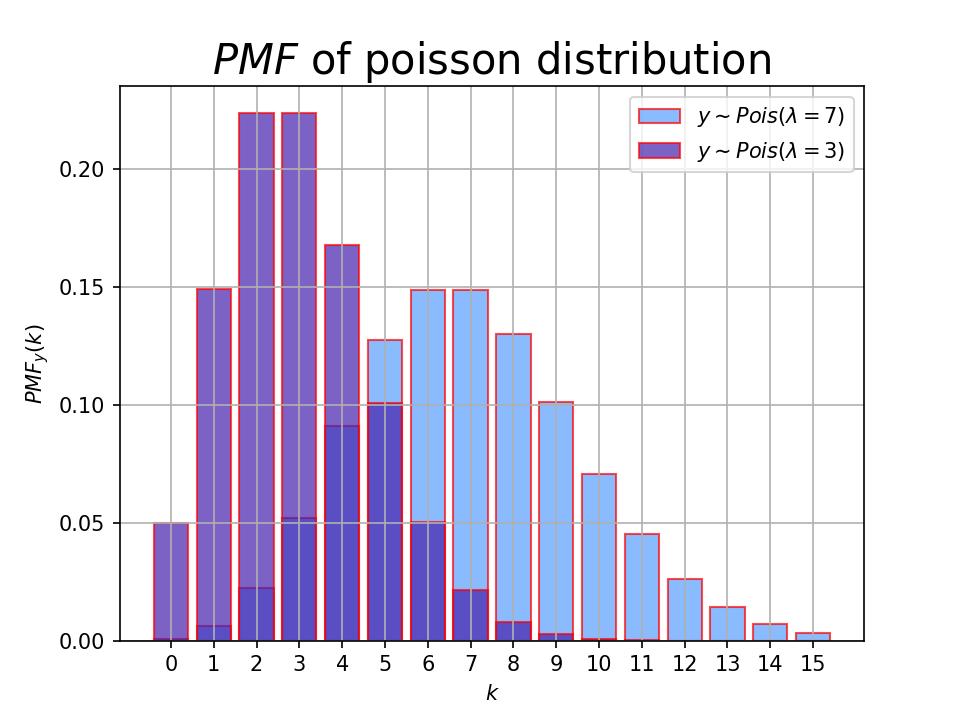 PMF of poisson distribution
y ~ Pois(λ = 7)
y ~ Pois(λ = 3)
0.20
0.15
0.10
0.05
0.00
PMF_y(k)
0 1 2 3 4 5 6 7 8 9 10 11 12 13 14 15
k